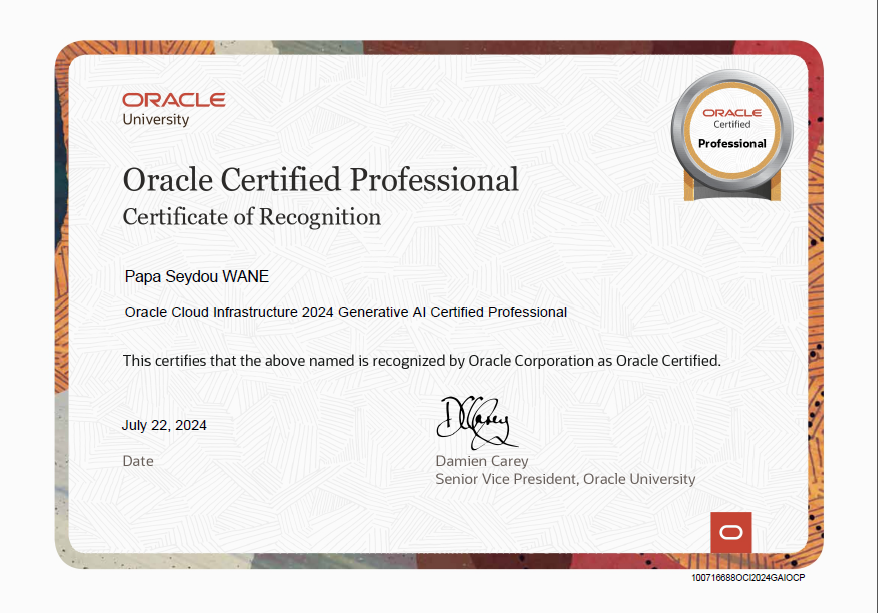 ORACLE
University
ORACLE
Certified
Professional
Oracle Certified Professional
Certificate of Recognition
Papa Seydou WANE
Oracle Cloud Infrastructure 2024 Generative AI Certified Professional
This certifies that the above named is recognized by Oracle Corporation as Oracle Certified.
July 22, 2024
Date
DCarey
Damien Carey
Senior Vice President, Oracle University
100716688OCI2024GAIOCP